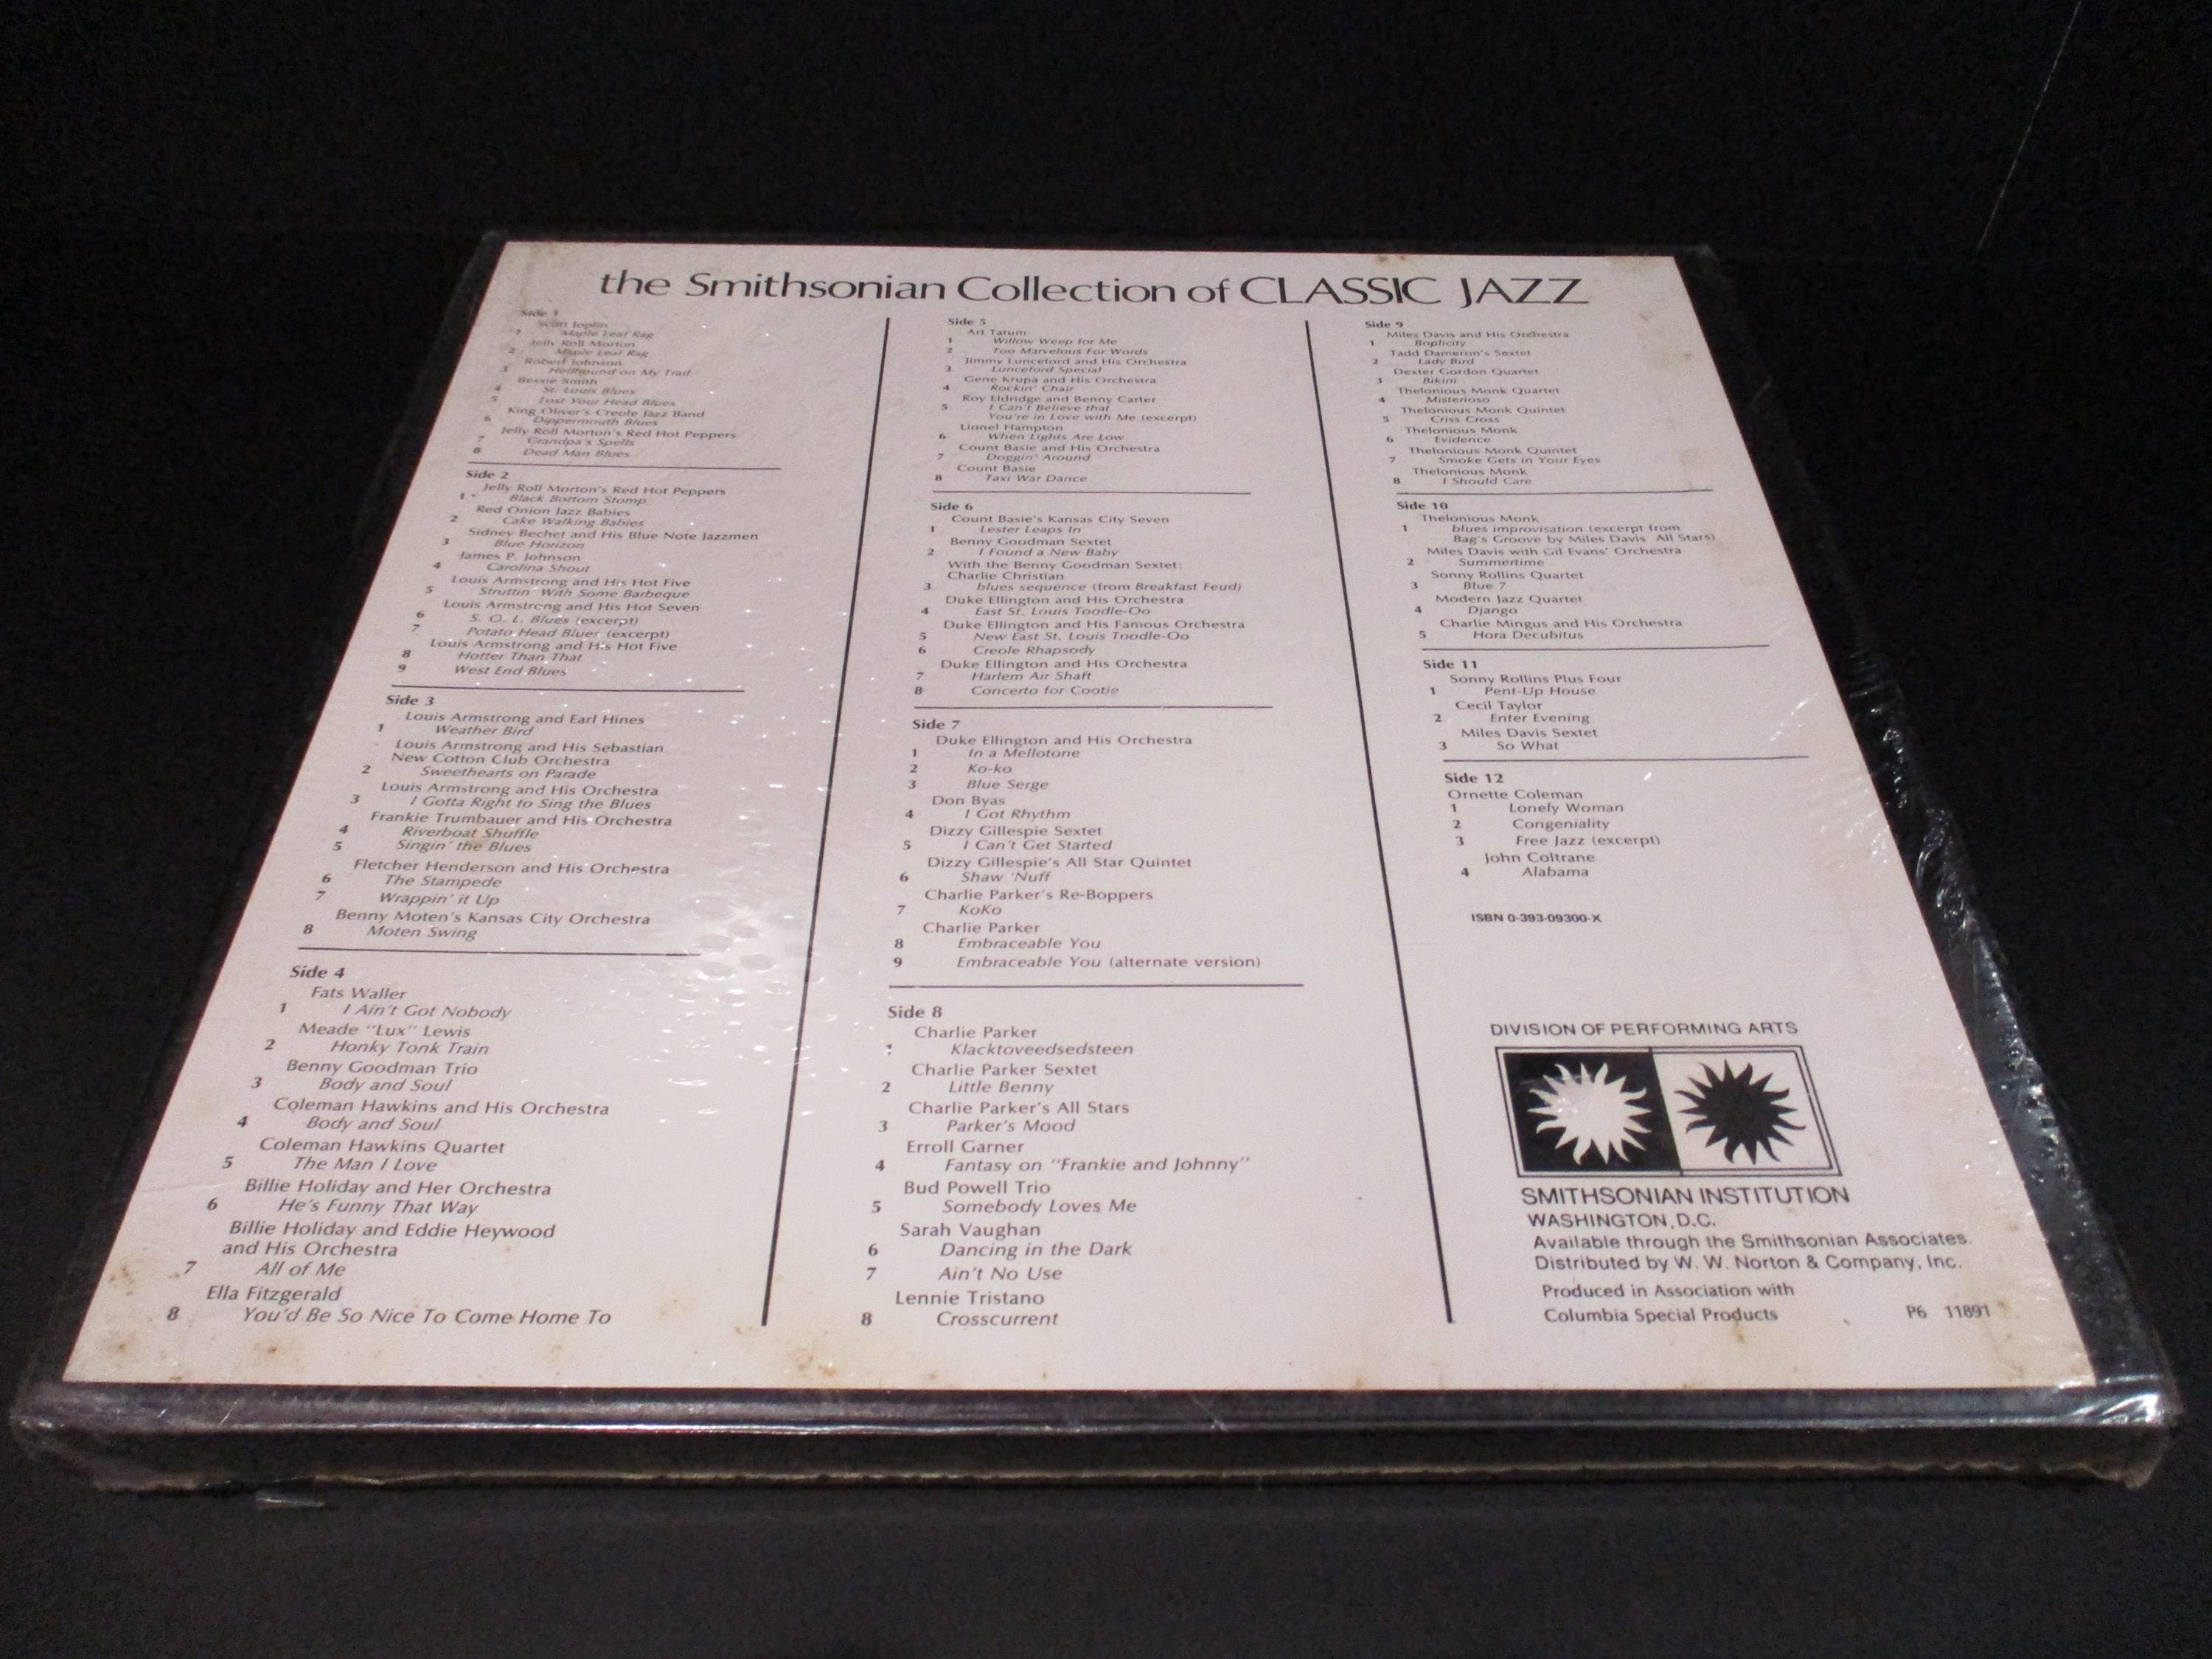 the Smithsonian Collection of CLASSIC JAZZ
Side 1
Scott Joplin
1 Maple Leaf Rag
Jelly Roll Morton
2 Maple Leaf Rag
Robert Johnson
3 Hellhound on My Trail
Bessie Smith
4 St. Louis Blues
5 Lost Your Head Blues
King Oliver's Creole Jazz Band
6 Dippermouth Blues
Jelly Roll Morton's Red Hot Peppers
7 Grandpa's Spells
8 Dead Man Blues
Side 2
Jelly Roll Morton's Red Hot Peppers
1 Black Bottom Stomp
Red Onion Jazz Babies
2 Cake Walking Babies
Sidney Bechet and His Blue Note Jazzmen
3 Blue Horizon
James P. Johnson
4 Carolina Shout
Louis Armstrong and His Hot Five
5 Struttin' With Some Barbeque
Louis Armstrong and His Hot Seven
6 S. O. L. Blues (excerpt)
7 Potato Head Blues (excerpt)
Louis Armstrong and His Hot Five
8 Hotter Than That
9 West End Blues
Side 3
Louis Armstrong and Earl Hines
1 Weather Bird
Louis Armstrong and His Sebastian
New Cotton Club Orchestra
2 Sweethearts on Parade
Louis Armstrong and His Orchestra
3 I Gotta Right to Sing the Blues
Frankie Trumbauer and His Orchestra
4 Riverboat Shuffle
5 Singin' the Blues
Fletcher Henderson and His Orchestra
6 The Stampede
7 Wrappin' it Up
Benny Moten's Kansas City Orchestra
8 Moten Swing
Side 4
Fats Waller
1 I Ain't Got Nobody
Meade "Lux" Lewis
2 Honky Tonk Train
Benny Goodman Trio
3 Body and Soul
Coleman Hawkins and His Orchestra
4 Body and Soul
Coleman Hawkins Quartet
5 The Man I Love
Billie Holiday and Her Orchestra
6 He's Funny That Way
Billie Holiday and Eddie Heywood
and His Orchestra
7 All of Me
Ella Fitzgerald
8 You'd Be So Nice To Come Home To
Side 5
Art Tatum
1 Willow Weep for Me
2 Too Marvelous For Words
Jimmy Lunceford and His Orchestra
3 Lunceford Special
Gene Krupa and His Orchestra
4 Rockin' Chair
Roy Eldridge and Benny Carter
5 I Can't Believe that
You're in Love with Me (excerpt)
Lionel Hampton
6 When Lights Are Low
Count Basie and His Orchestra
7 Doggin' Around
Count Basie
8 Taxi War Dance
Side 6
Count Basie's Kansas City Seven
1 Lester Leaps In
Benny Goodman Sextet
2 I Found a New Baby
With the Benny Goodman Sextet:
Charlie Christian
3 blues sequence (from Breakfast Feud)
Duke Ellington and His Orchestra
4 East St. Louis Toodle-Oo
Duke Ellington and His Famous Orchestra
5 New East St. Louis Toodle-Oo
6 Creole Rhapsody
Duke Ellington and His Orchestra
7 Harlem Air Shaft
8 Concerto for Cootie
Side 7
Duke Ellington and His Orchestra
1 In a Mellotone
2 Ko-ko
3 Blue Serge
Don Byas
4 I Got Rhythm
Dizzy Gillespie Sextet
5 I Can't Get Started
Dizzy Gillespie's All Star Quintet
6 Shaw 'Nuff
Charlie Parker's Re-Boppers
7 KoKo
Charlie Parker
8 Embraceable You
9 Embraceable You (alternate version)
Side 8
Charlie Parker
1 Klacktoveedsedsteen
Charlie Parker Sextet
2 Little Benny
Charlie Parker's All Stars
3 Parker's Mood
Erroll Garner
4 Fantasy on "Frankie and Johnny"
Bud Powell Trio
5 Somebody Loves Me
Sarah Vaughan
6 Dancing in the Dark
7 Ain't No Use
Lennie Tristano
8 Crosscurrent
Side 9
Miles Davis and His Orchestra
1 Boplicity
Tadd Dameron's Sextet
2 Lady Bird
Dexter Gordon Quartet
3 Bikini
Thelonious Monk Quartet
4 Misterioso
Thelonious Monk Quintet
5 Criss Cross
Thelonious Monk
6 Evidence
Thelonious Monk Quintet
7 Smoke Gets in Your Eyes
Thelonious Monk
8 I Should Care
Side 10
Thelonious Monk
1 blues improvisation (excerpt from
Bag's Groove by Miles Davis All Stars)
Miles Davis with Gil Evans' Orchestra
2 Summertime
Sonny Rollins Quartet
3 Blue 7
Modern Jazz Quartet
4 Django
Charlie Mingus and His Orchestra
5 Hora Decubitus
Side 11
Sonny Rollins Plus Four
1 Pent-Up House
Cecil Taylor
2 Enter Evening
Miles Davis Sextet
3 So What
Side 12
Ornette Coleman
1 Lonely Woman
2 Congeniality
3 Free Jazz (excerpt)
John Coltrane
4 Alabama
ISBN 0-393-09300-X
DIVISION OF PERFORMING ARTS
SMITHSONIAN INSTITUTION
WASHINGTON, D.C.
Available through the Smithsonian Associates.
Distributed by W. W. Norton & Company, Inc.
Produced in Association with
Columbia Special Products P6 11891